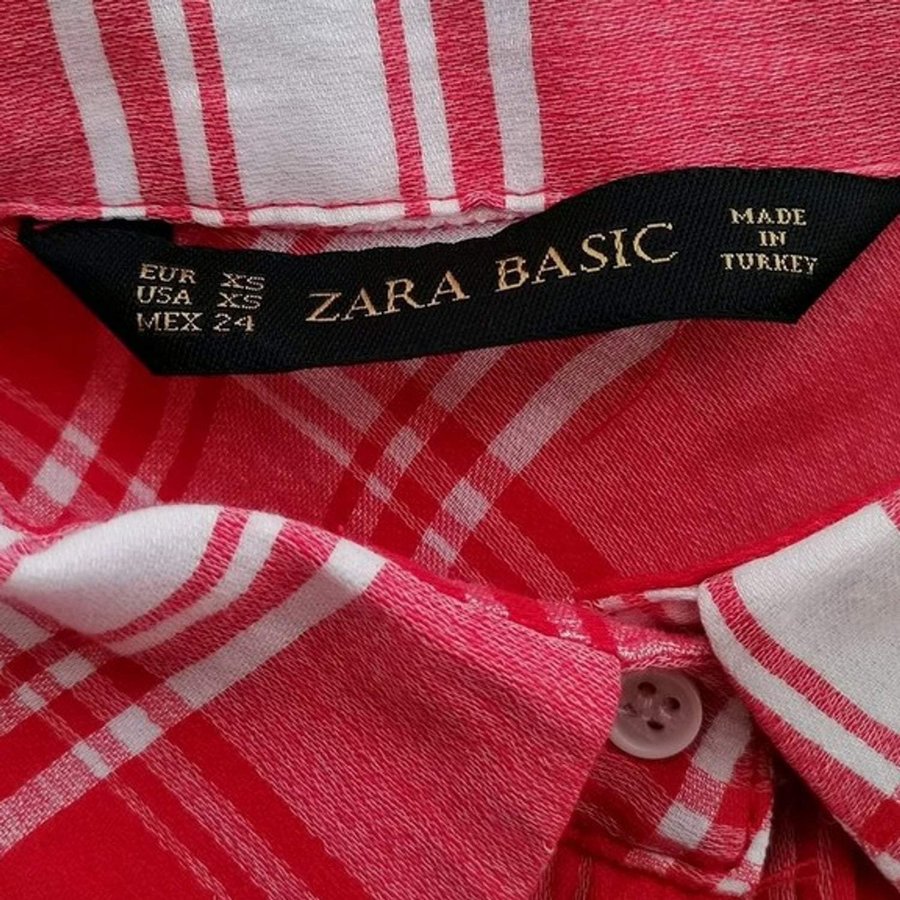 EUR XS
USA XS
MEX 24
ZARA BASIC
MADE
IN
TURKEY